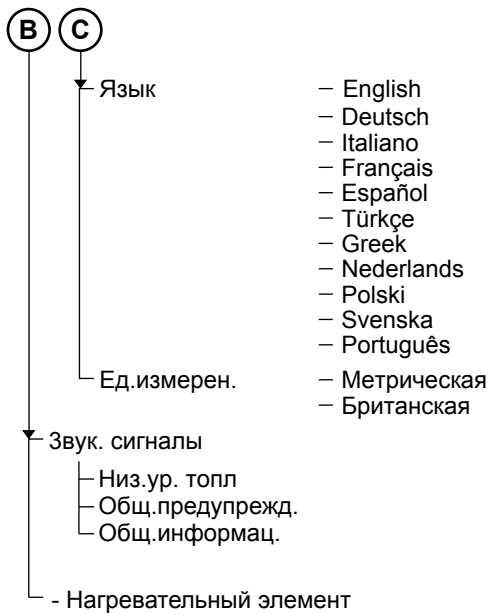 B C
Язык – English
– Deutsch
– Italiano
– Français
– Español
– Türkçe
– Greek
– Nederlands
– Polski
– Svenska
– Português
Ед.измерен. – Метрическая
– Британская
Звук. сигналы
Низ.ур. топл
Общ.предупрежд.
Общ.информац.
- Нагревательный элемент